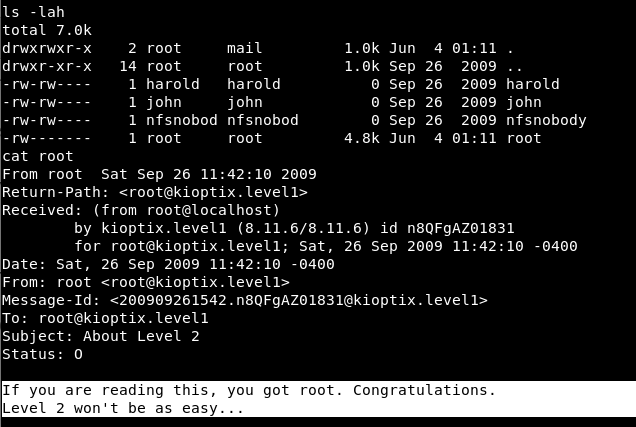 ls -lah
total 7.0k
drwxrwxr-x    2 root     mail         1.0k Jun  4 01:11 .
drwxr-xr-x   14 root     root         1.0k Sep 26  2009 ..
-rw-rw----    1 harold   harold          0 Sep 26  2009 harold
-rw-rw----    1 john     john            0 Sep 26  2009 john
-rw-rw----    1 nfsnobod nfsnobod        0 Sep 26  2009 nfsnobody
-rw-------    1 root     root         4.8k Jun  4 01:11 root
cat root
From root  Sat Sep 26 11:42:10 2009
Return-Path: <root@kioptix.level1>
Received: (from root@localhost)
        by kioptix.level1 (8.11.6/8.11.6) id n8QFgAZ01831
        for root@kioptix.level1; Sat, 26 Sep 2009 11:42:10 -0400
Date: Sat, 26 Sep 2009 11:42:10 -0400
From: root <root@kioptix.level1>
Message-Id: <200909261542.n8QFgAZ01831@kioptix.level1>
To: root@kioptix.level1
Subject: About Level 2
Status: O
If you are reading this, you got root. Congratulations.
Level 2 won't be as easy...